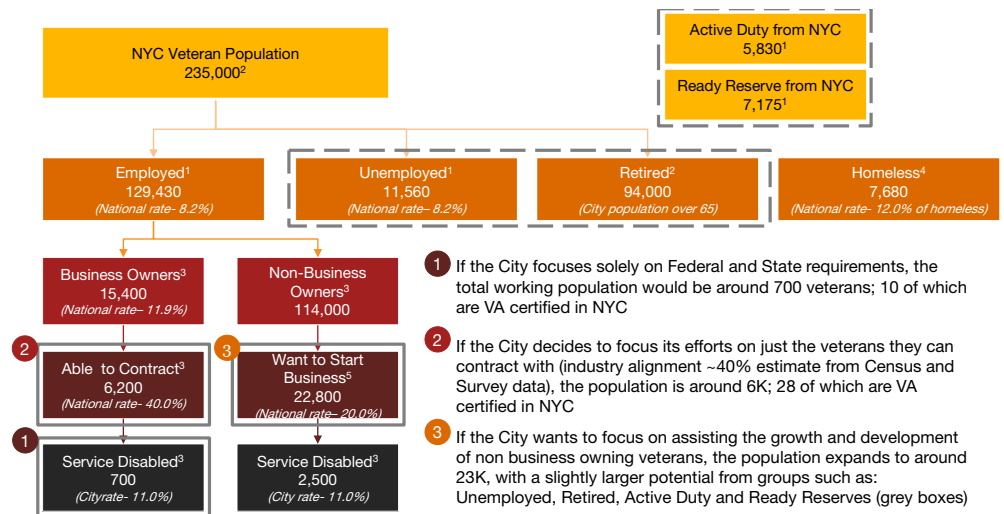 NYC Veteran Population
235,000²
Active Duty from NYC
5,830¹
Ready Reserve from NYC
7,175¹
Employed¹
129,430
(National rate- 8.2%)
Unemployed¹
11,560
(National rate– 8.2%)
Retired²
94,000
(City population over 65)
Homeless⁴
7,680
(National rate- 12.0% of homeless)
Business Owners³
15,400
(National rate– 11.9%)
Non-Business
Owners³
114,000
2
Able to Contract³
6,200
(National rate- 40.0%)
3
Want to Start
Business⁵
22,800
(National rate– 20.0%)
1
Service Disabled³
700
(Cityrate- 11.0%)
Service Disabled³
2,500
(City rate- 11.0%)
1 If the City focuses solely on Federal and State requirements, the
total working population would be around 700 veterans; 10 of which
are VA certified in NYC
2 If the City decides to focus its efforts on just the veterans they can
contract with (industry alignment ~40% estimate from Census and
Survey data), the population is around 6K; 28 of which are VA
certified in NYC
3 If the City wants to focus on assisting the growth and development
of non business owning veterans, the population expands to around
23K, with a slightly larger potential from groups such as:
Unemployed, Retired, Active Duty and Ready Reserves (grey boxes)